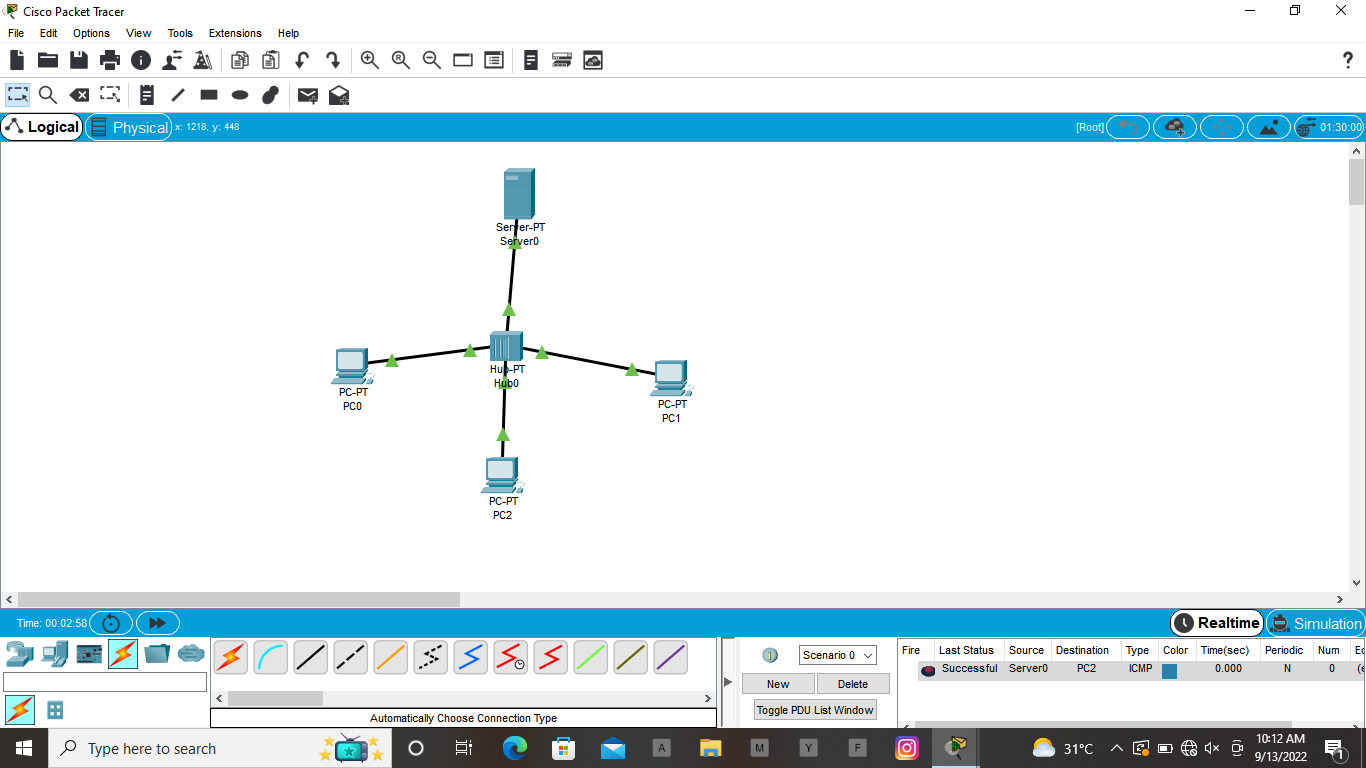 Cisco Packet Tracer
File Edit Options View Tools Extensions Help
?
Logical Physical x: 1218, y: 448 [Root] 01:30:00
Server-PT
Server0
Hub-PT
Hub0
PC-PT
PC0
PC-PT
PC1
PC-PT
PC2
Time: 00:02:58 Realtime Simulation
Scenario 0
New Delete
Toggle PDU List Window
Fire Last Status Source Destination Type Color Time(sec) Periodic Num
Successful Server0 PC2 ICMP 0.000 N 0
Automatically Choose Connection Type
Type here to search
A M Y F
31°C
10:12 AM
9/13/2022
1